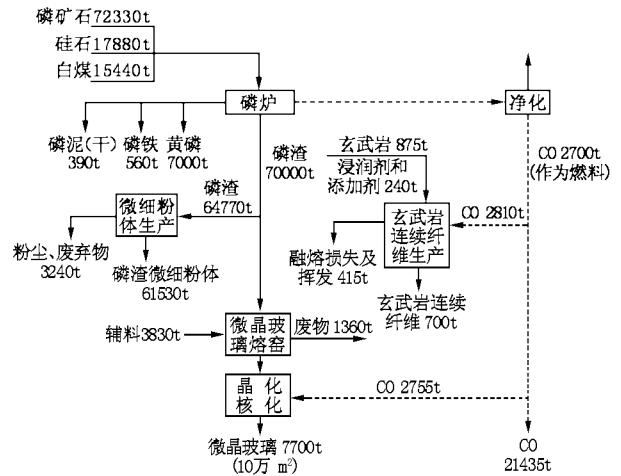 磷矿石72330t
硅石17880t
白煤15440t
磷炉
净化
磷泥(干)
390t
磷铁
560t
黄磷
7000t
磷渣
70000t
玄武岩875t
浸润剂和
添加剂240t
CO 2700t
(作为燃料)
磷渣
64770t
微细粉
体生产
玄武岩
连续纤
维生产
CO 2810t
粉尘、废弃物
3240t
磷渣微细粉体
61530t
融熔损失及
挥发415t
玄武岩连续
纤维700t
辅料3830t
微晶玻
璃熔窑
废物1360t
晶化
核化
CO 2755t
微晶玻璃7700t
(10万 m²)
CO
21435t